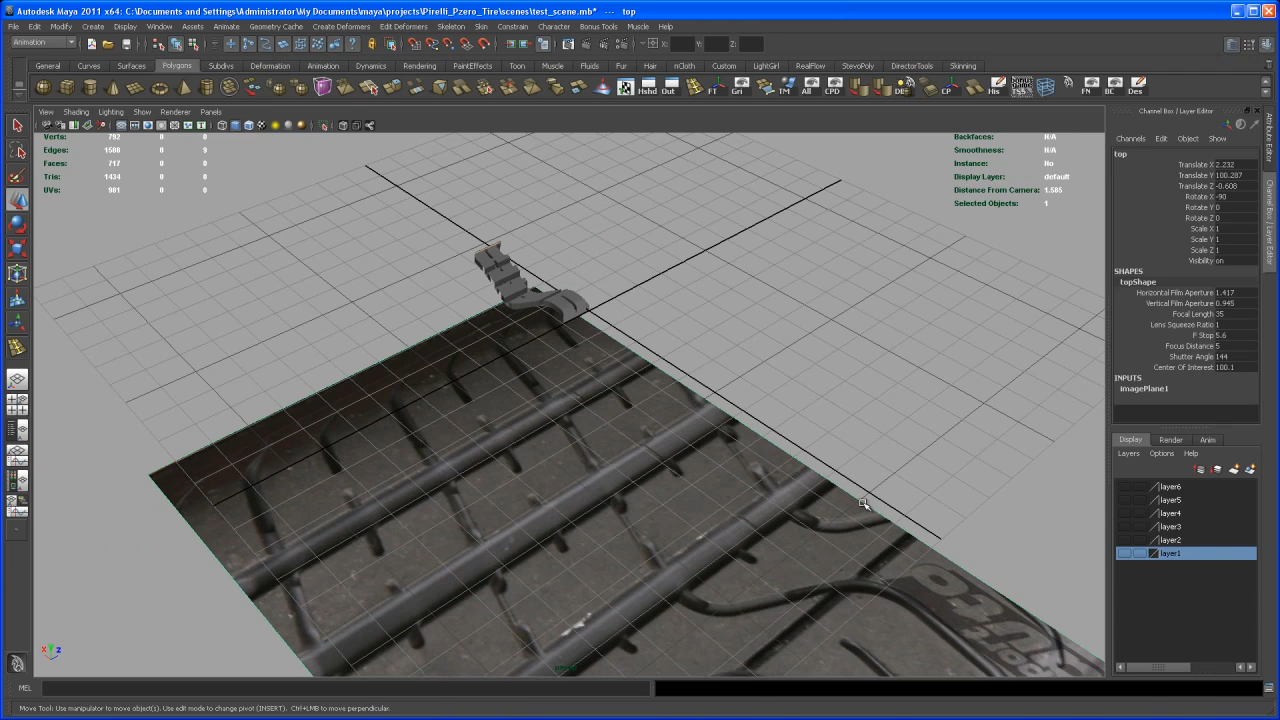 Autodesk Maya 2011 x64: C:\Documents and Settings\Administrator\My Documents\maya\projects\Pirelli_Pzero_Tire\scenes\test_scene.mb* --- top
File Edit Modify Create Display Window Assets Animate Geometry Cache Create Deformers Edit Deformers Skeleton Skin Constrain Character Bonus Tools Muscle Help
Animation X: Y: Z:
General Curves Surfaces Polygons Subdivs Deformation Animation Dynamics Rendering PaintEffects Toon Muscle Fluids Fur Hair nCloth Custom LightGirl RealFlow StevoPoly DirectorTools Skinning
Hshd Out FT Gri TM All CPD CP His FN BC Des
View Shading Lighting Show Renderer Panels
Channel Box / Layer Editor
Channels Edit Object Show
Attribute Editor
Channel Box / Layer Editor
Verts: 792 0 0
Edges: 1508 0 9
Faces: 717 0 0
Tris: 1434 0 0
UVs: 981 0 0
Backfaces: N/A
Smoothness: N/A
Instance: No
Display Layer: default
Distance From Camera: 1.585
Selected Objects: 1
top
Translate X 2.232
Translate Y 100.287
Translate Z -0.608
Rotate X -90
Rotate Y 0
Rotate Z 0
Scale X 1
Scale Y 1
Scale Z 1
Visibility on
SHAPES
topShape
Horizontal Film Aperture 1.417
Vertical Film Aperture 0.945
Focal Length 35
Lens Squeeze Ratio 1
F Stop 5.6
Focus Distance 5
Shutter Angle 144
Center Of Interest 100.1
INPUTS
imagePlane1
Display Render Anim
Layers Options Help
layer6
layer5
layer4
layer3
layer2
layer1
X Y Z
persp
MEL
Move Tool: Use manipulator to move object(s). Use edit mode to change pivot (INSERT). Ctrl+LMB to move perpendicular.